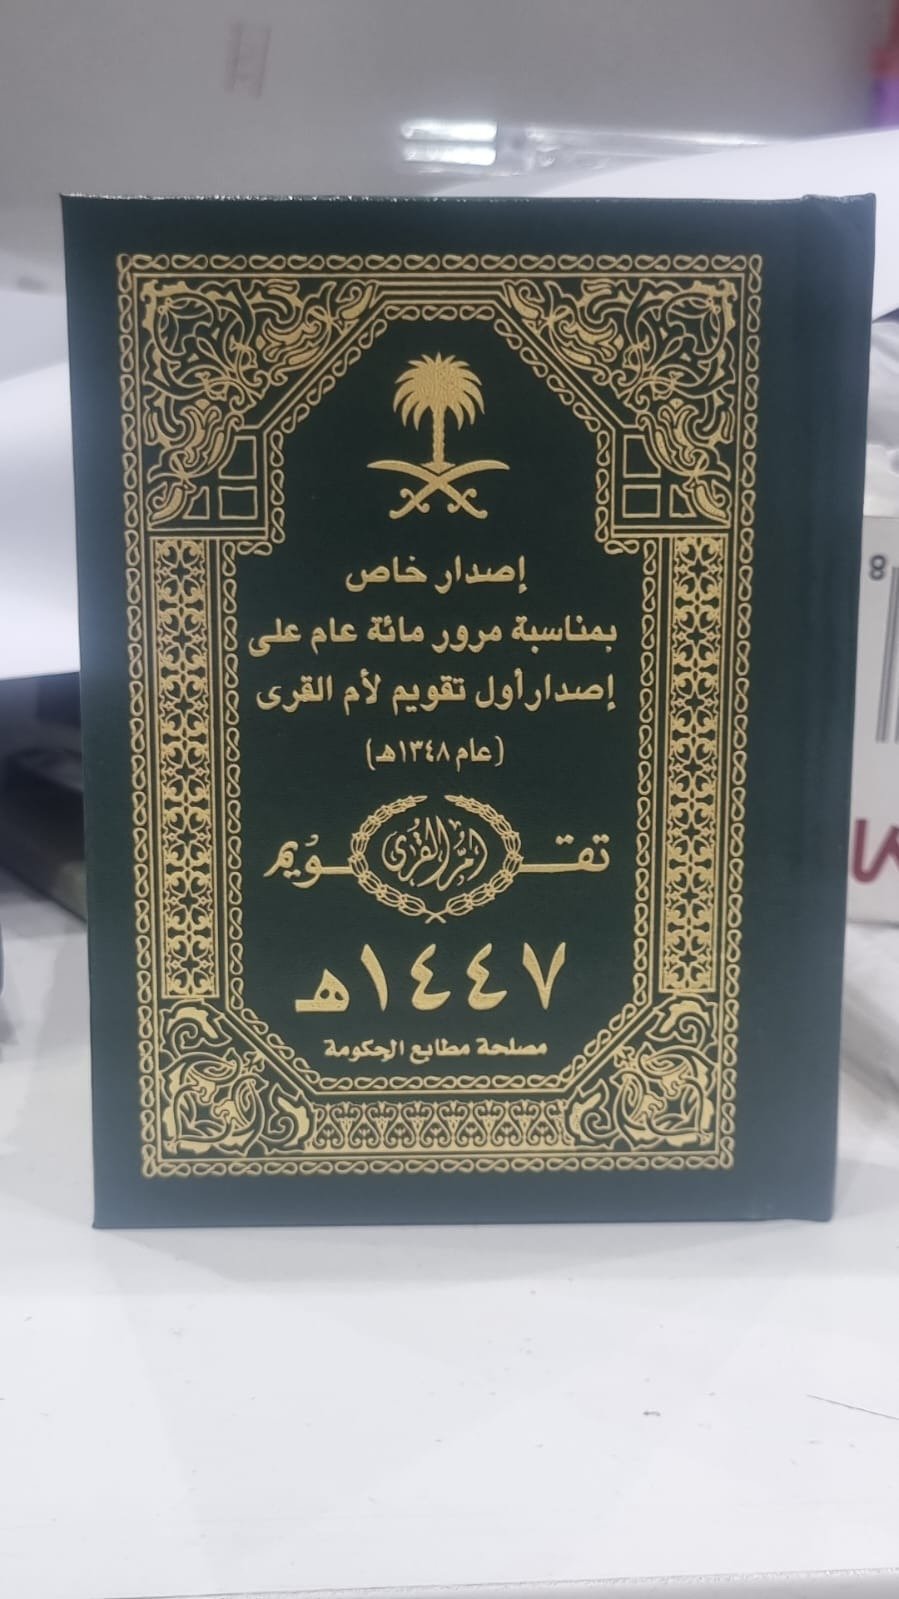 إصدار خاص
بمناسبة مرور مائة عام على
إصدار أول تقويم لأم القرى
(عام ١٣٤٨هـ)
تقويم أم القرى
١٤٤٧هـ
مصلحة مطابع الحكومة
8